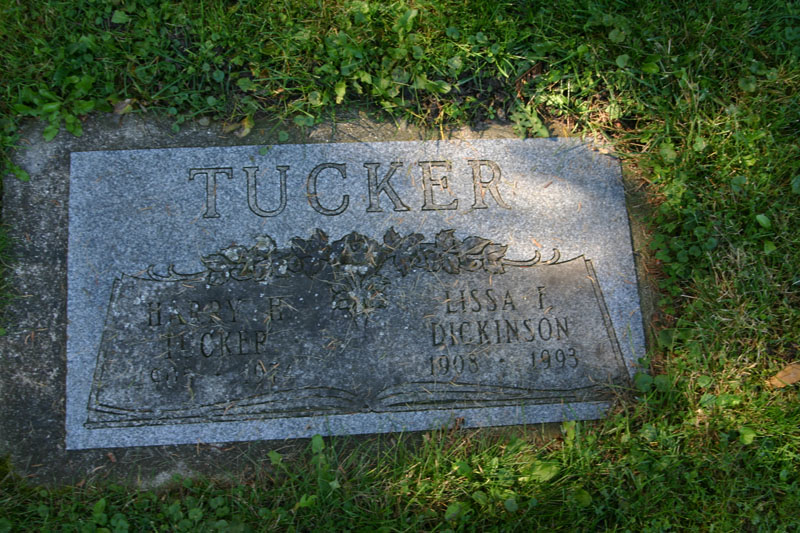 TUCKER
HARRY
TUCKER
LISSA F.
DICKINSON
1908 - 1993